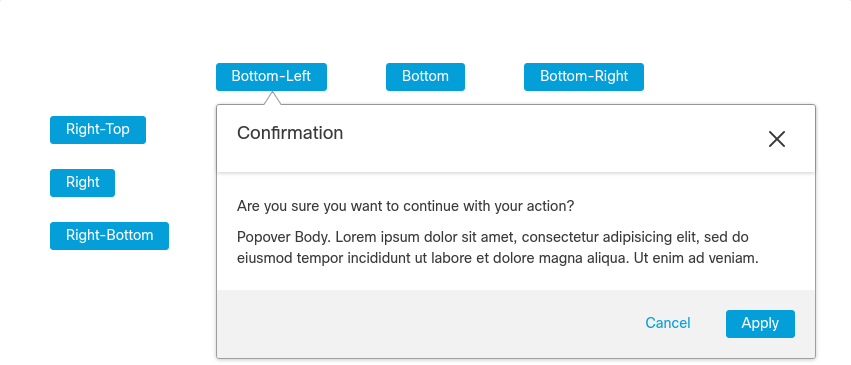 Bottom-Left Bottom Bottom-Right
Right-Top
Confirmation
Right
Are you sure you want to continue with your action?
Right-Bottom
Popover Body. Lorem ipsum dolor sit amet, consectetur adipisicing elit, sed do
eiusmod tempor incididunt ut labore et dolore magna aliqua. Ut enim ad veniam.
Cancel Apply